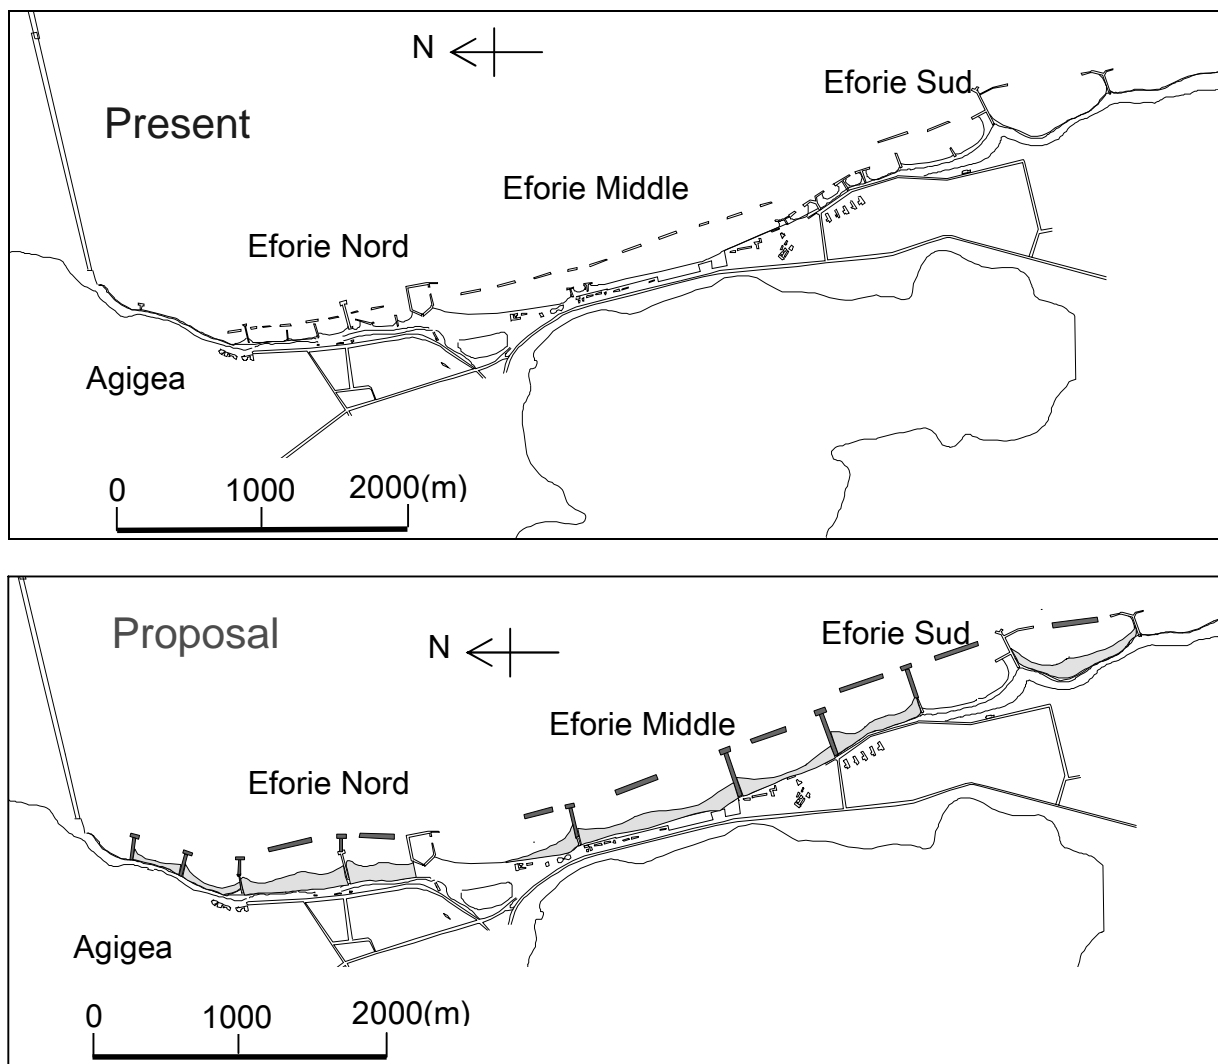 N
Eforie Sud
Present
Eforie Middle
Eforie Nord
Agigea
0 1000 2000(m)
Proposal
N
Eforie Sud
Eforie Middle
Eforie Nord
Agigea
0 1000 2000(m)